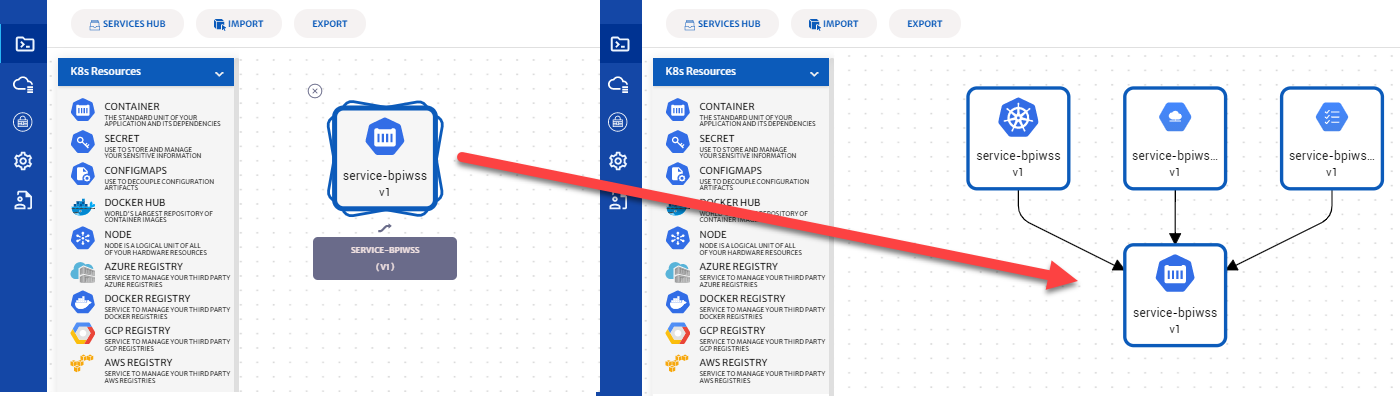 SERVICES HUB
IMPORT
EXPORT
K8s Resources
CONTAINER
THE STANDARD UNIT OF YOUR
APPLICATION AND ITS DEPENDENCIES
SECRET
USE TO STORE AND MANAGE
YOUR SENSITIVE INFORMATION
CONFIGMAPS
USE TO DECOUPLE CONFIGURATION
ARTIFACTS
DOCKER HUB
WORLD'S LARGEST REPOSITORY OF
CONTAINER IMAGES
NODE
NODE IS A LOGICAL UNIT OF ALL
OF YOUR HARDWARE RESOURCES
AZURE REGISTRY
SERVICE TO MANAGE YOUR THIRD PARTY
AZURE REGISTRIES
DOCKER REGISTRY
SERVICE TO MANAGE YOUR THIRD PARTY
DOCKER REGISTRIES
GCP REGISTRY
SERVICE TO MANAGE YOUR THIRD PARTY
GCP REGISTRIES
AWS REGISTRY
SERVICE TO MANAGE YOUR THIRD PARTY
AWS REGISTRIES
service-bpiwss
v1
SERVICE-BPIWSS
(V1)
SERVICES HUB
IMPORT
EXPORT
K8s Resources
CONTAINER
THE STANDARD UNIT OF YOUR
APPLICATION AND ITS DEPENDENCIES
SECRET
USE TO STORE AND MANAGE
YOUR SENSITIVE INFORMATION
CONFIGMAPS
USE TO DECOUPLE CONFIGURATION
ARTIFACTS
DOCKER HUB
REPOSITORY OF
CONTAINER
NODE
NODE IS A LOGICAL UNIT OF ALL
OF YOUR HARDWARE RESOURCES
AZURE REGISTRY
SERVICE TO MANAGE YOUR THIRD PARTY
AZURE REGISTRIES
DOCKER REGISTRY
SERVICE TO MANAGE YOUR THIRD PARTY
DOCKER REGISTRIES
GCP REGISTRY
SERVICE TO MANAGE YOUR THIRD PARTY
GCP REGISTRIES
AWS REGISTRY
SERVICE TO MANAGE YOUR THIRD PARTY
AWS REGISTRIES
service-bpiwss
v1
service-bpiws...
v1
service-bpiws...
v1
service-bpiwss
v1